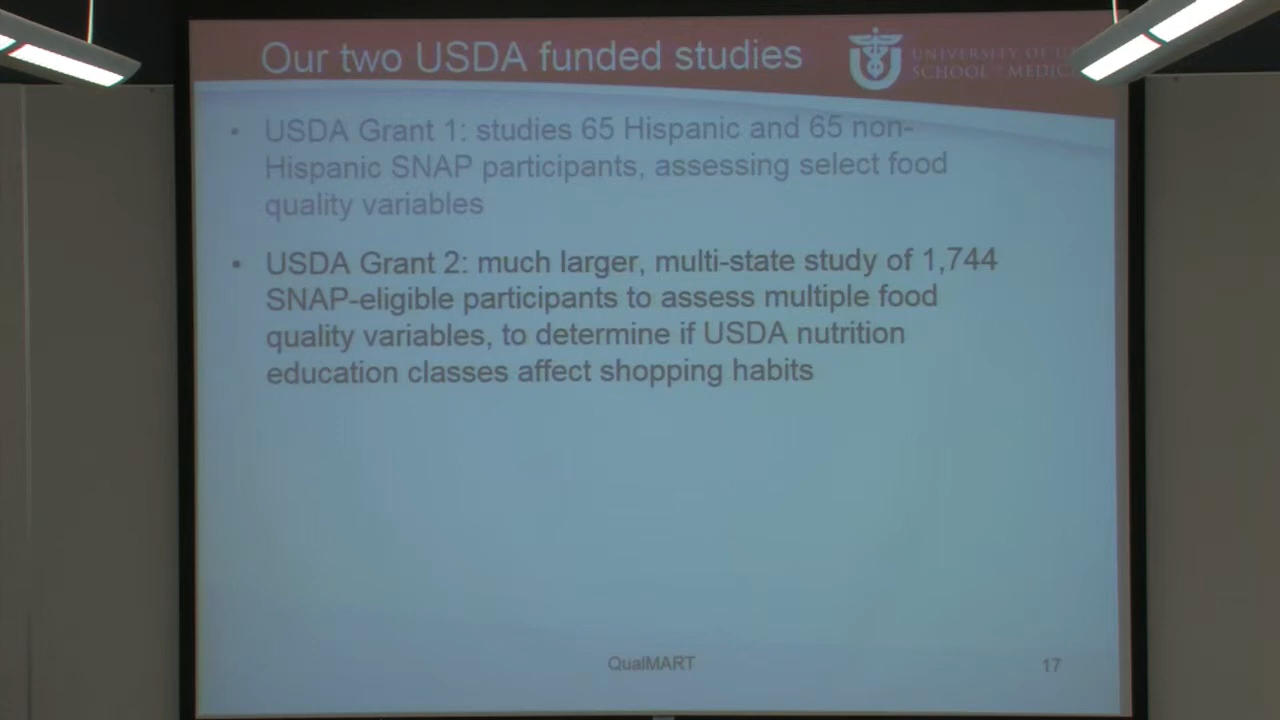 Our two USDA funded studies
UNIVERSITY OF
SCHOOL OF
• USDA Grant 1: studies 65 Hispanic and 65 non-
Hispanic SNAP participants, assessing select food
quality variables
• USDA Grant 2: much larger, multi-state study of 1,744
SNAP-eligible participants to assess multiple food
quality variables, to determine if USDA nutrition
education classes affect shopping habits
QualMART
17